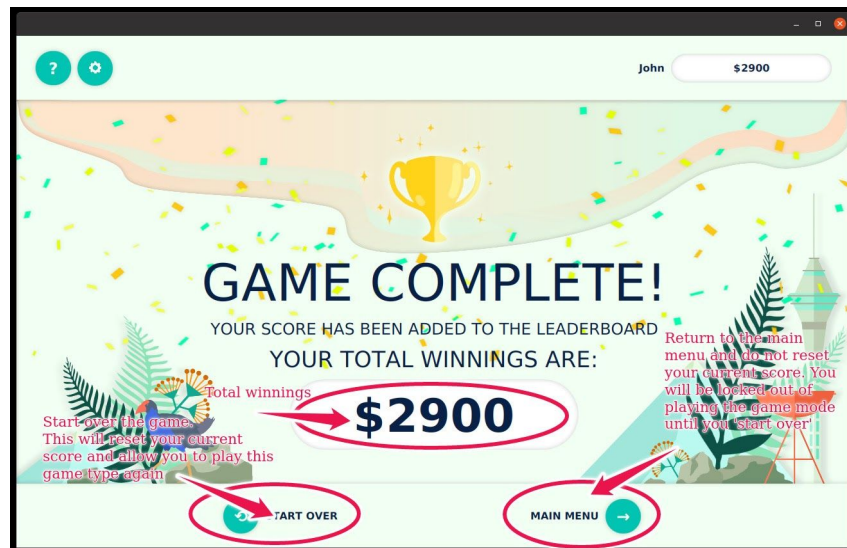 ?
John $2900
GAME COMPLETE!
YOUR SCORE HAS BEEN ADDED TO THE LEADERBOARD
YOUR TOTAL WINNINGS ARE:
$2900
Total winnings
Start over the game.
This will reset your current
score and allow you to play this
game type again
Return to the main
menu and do not reset
your current score. You
will be locked out of
playing the game mode
until you 'start over'
START OVER
MAIN MENU →